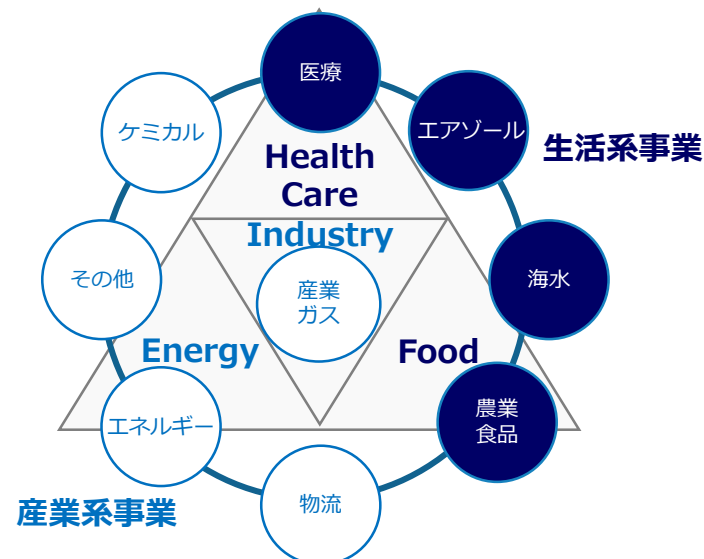 医療
ケミカル
エアゾール
生活系事業
Health
Care
Industry
その他
産業
ガス
海水
Energy
Food
エネルギー
農業
食品
物流
産業系事業